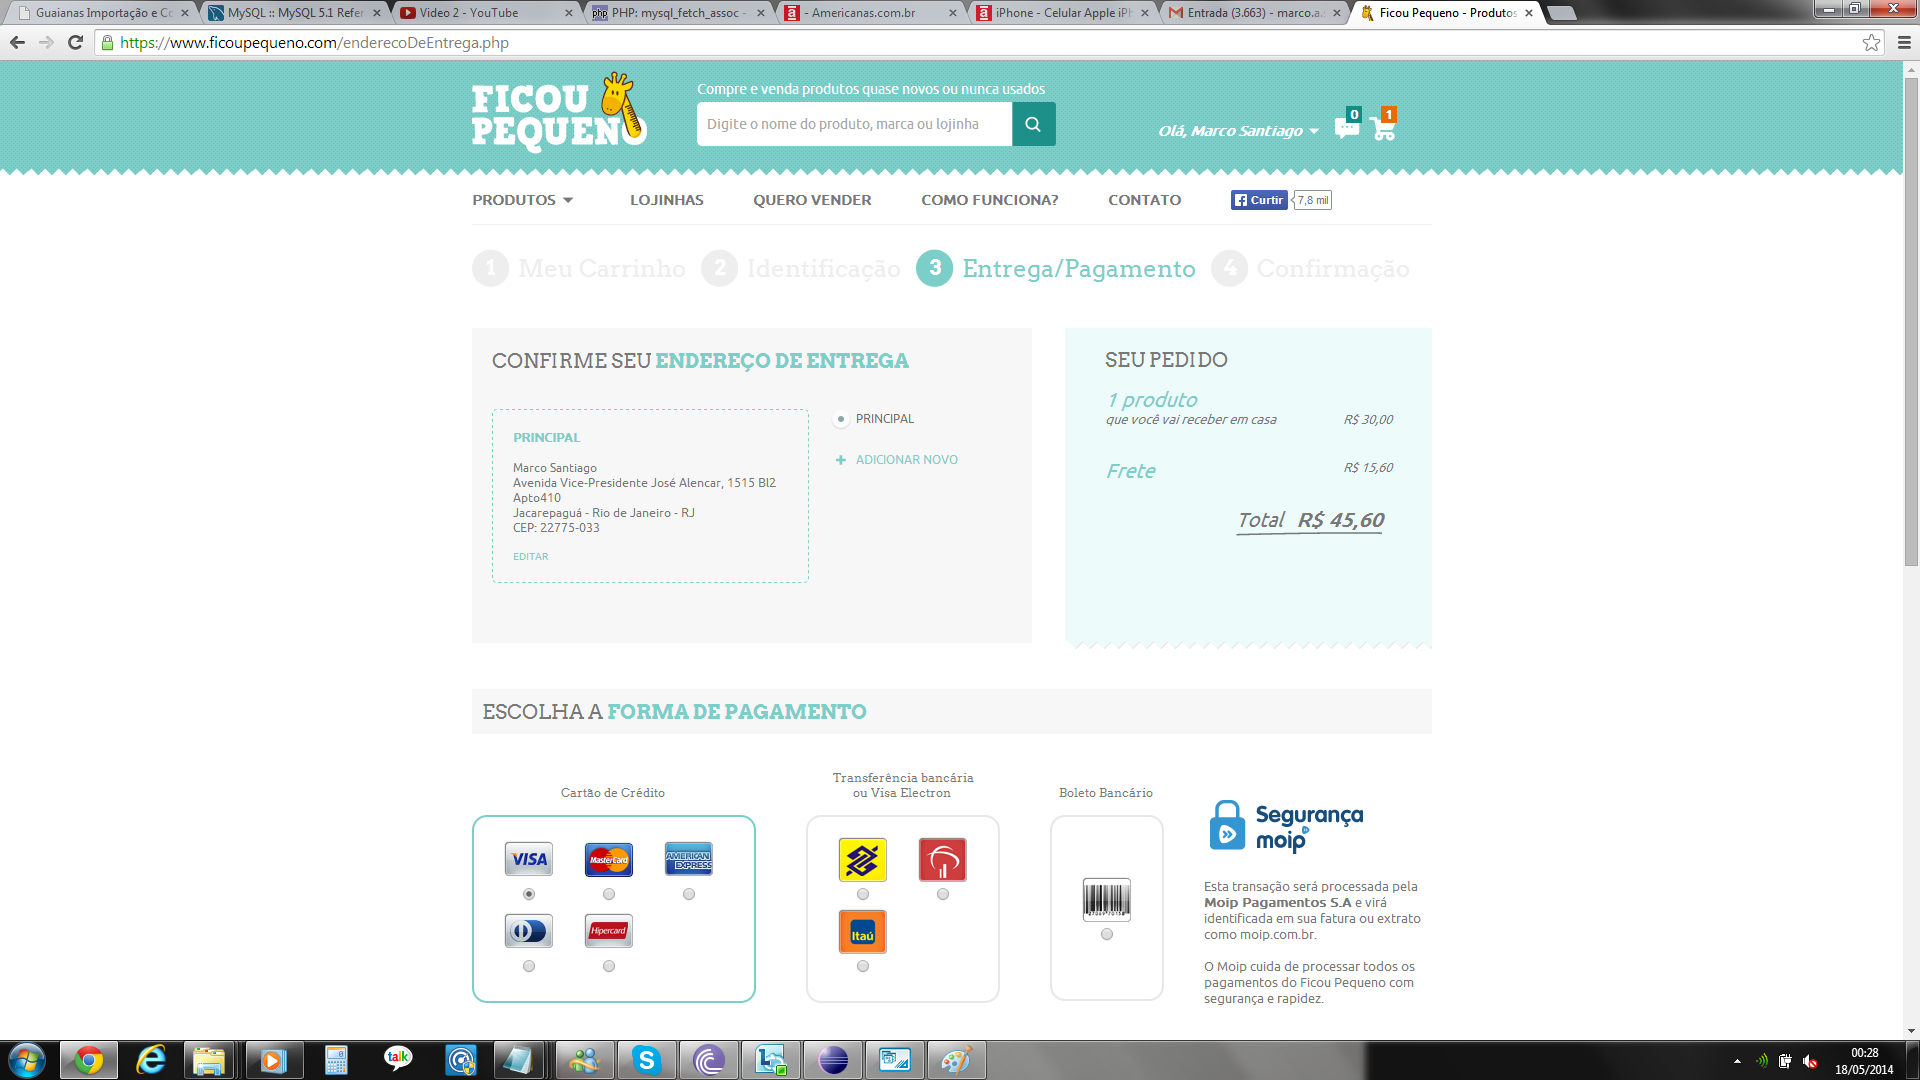 Guaianas Importação e Co
MySQL :: MySQL 5.1 Refer
Video 2 - YouTube
PHP: mysql_fetch_assoc -
- Americanas.com.br
iPhone - Celular Apple iPh
Entrada (3.663) - marco.a.
Ficou Pequeno - Produtos
https://www.ficoupequeno.com/enderecoDeEntrega.php
FICOU
PEQUENO
Compre e venda produtos quase novos ou nunca usados
Digite o nome do produto, marca ou lojinha
Olá, Marco Santiago
0
1
PRODUTOS
LOJINHAS
QUERO VENDER
COMO FUNCIONA?
CONTATO
Curtir
7,8 mil
1 Meu Carrinho
2 Identificação
3 Entrega/Pagamento
4 Confirmação
CONFIRME SEU ENDEREÇO DE ENTREGA
PRINCIPAL
Marco Santiago
Avenida Vice-Presidente José Alencar, 1515 Bl2
Apto410
Jacarepaguá - Rio de Janeiro - RJ
CEP: 22775-033
EDITAR
PRINCIPAL
ADICIONAR NOVO
SEU PEDIDO
1 produto
que você vai receber em casa R$ 30,00
Frete R$ 15,60
Total R$ 45,60
ESCOLHA A FORMA DE PAGAMENTO
Cartão de Crédito
VISA
MasterCard
AMERICAN EXPRESS
Hipercard
Transferência bancária
ou Visa Electron
Itaú
Boleto Bancário
Segurança
moip
Esta transação será processada pela
Moip Pagamentos S.A e virá
identificada em sua fatura ou extrato
como moip.com.br.
O Moip cuida de processar todos os
pagamentos do Ficou Pequeno com
segurança e rapidez.
talk
00:28
18/05/2014